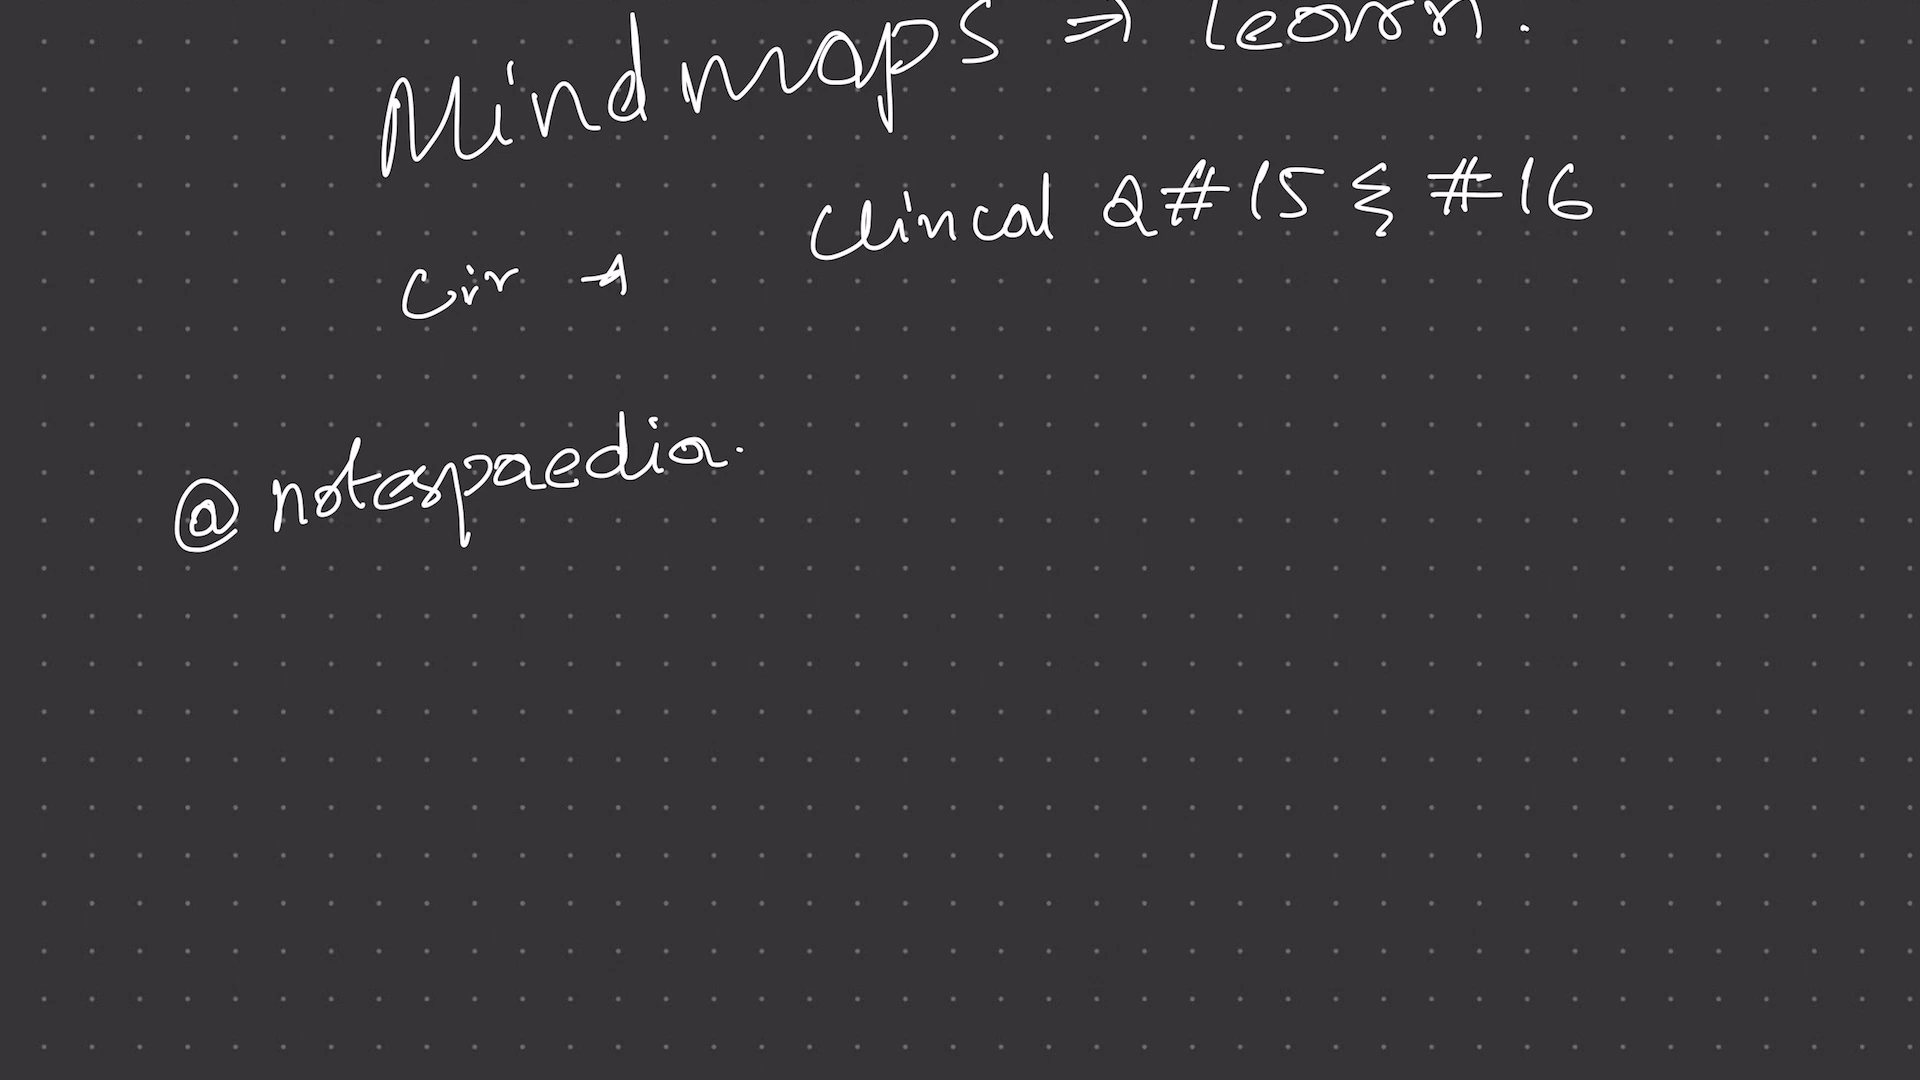 Mindmaps => learn.
Clincal Q#15 & #16
Cir →
@notespaedia.